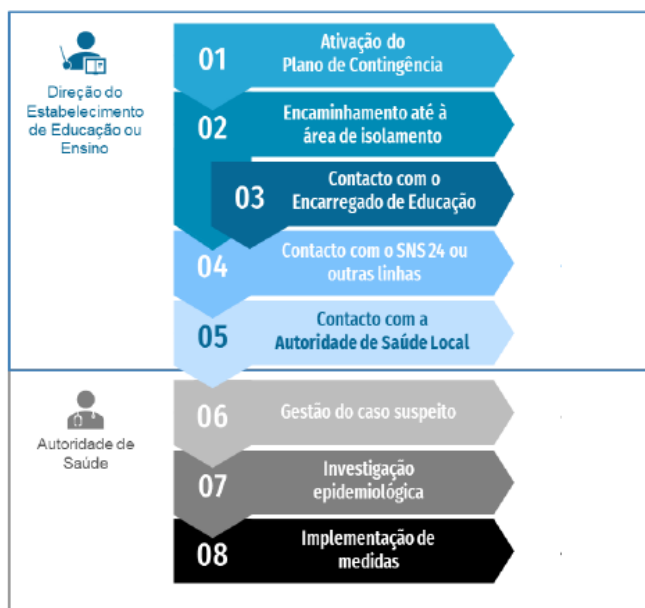 Direção do
Estabelecimento
de Educação ou
Ensino
01
Ativação do
Plano de Contingência
02
Encaminhamento até à
área de isolamento
03
Contacto com o
Encarregado de Educação
04
Contacto com o SNS 24 ou
outras linhas
05
Contacto com a
Autoridade de Saúde Local
Autoridade de
Saúde
06
Gestão do caso suspeito
07
Investigação
epidemiológica
08
Implementação de
medidas